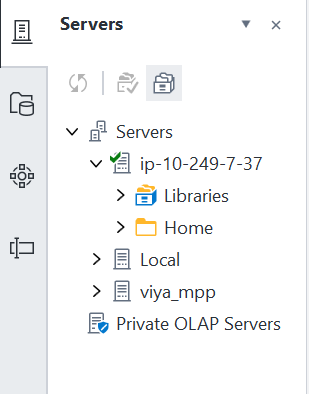 Servers
Servers
ip-10-249-7-37
Libraries
Home
Local
viya_mpp
Private OLAP Servers